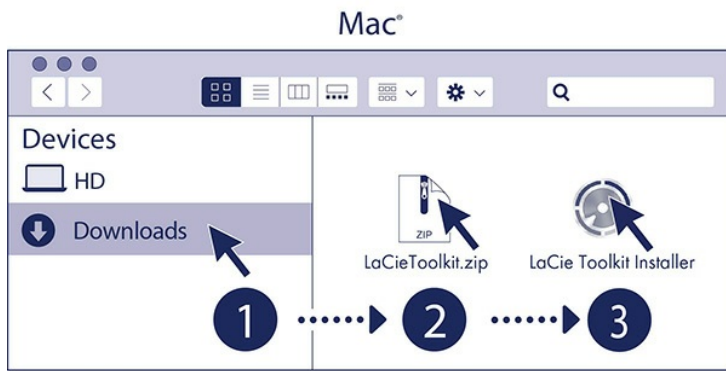 Mac®
Devices
HD
Downloads
ZIP
LaCieToolkit.zip
LaCie Toolkit Installer
1
2
3